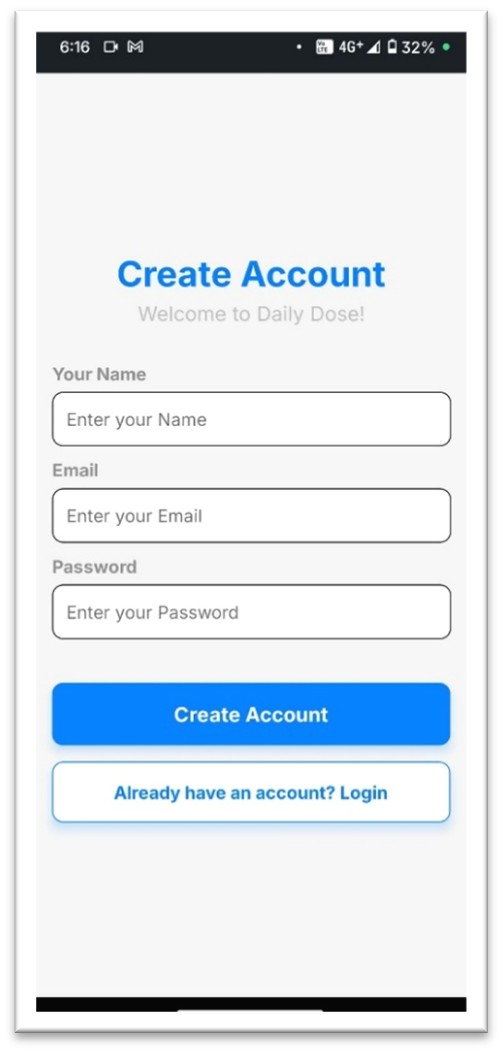 6:16 VoLTE 4G+ 32%
Create Account
Welcome to Daily Dose!
Your Name
Enter your Name
Email
Enter your Email
Password
Enter your Password
Create Account
Already have an account? Login